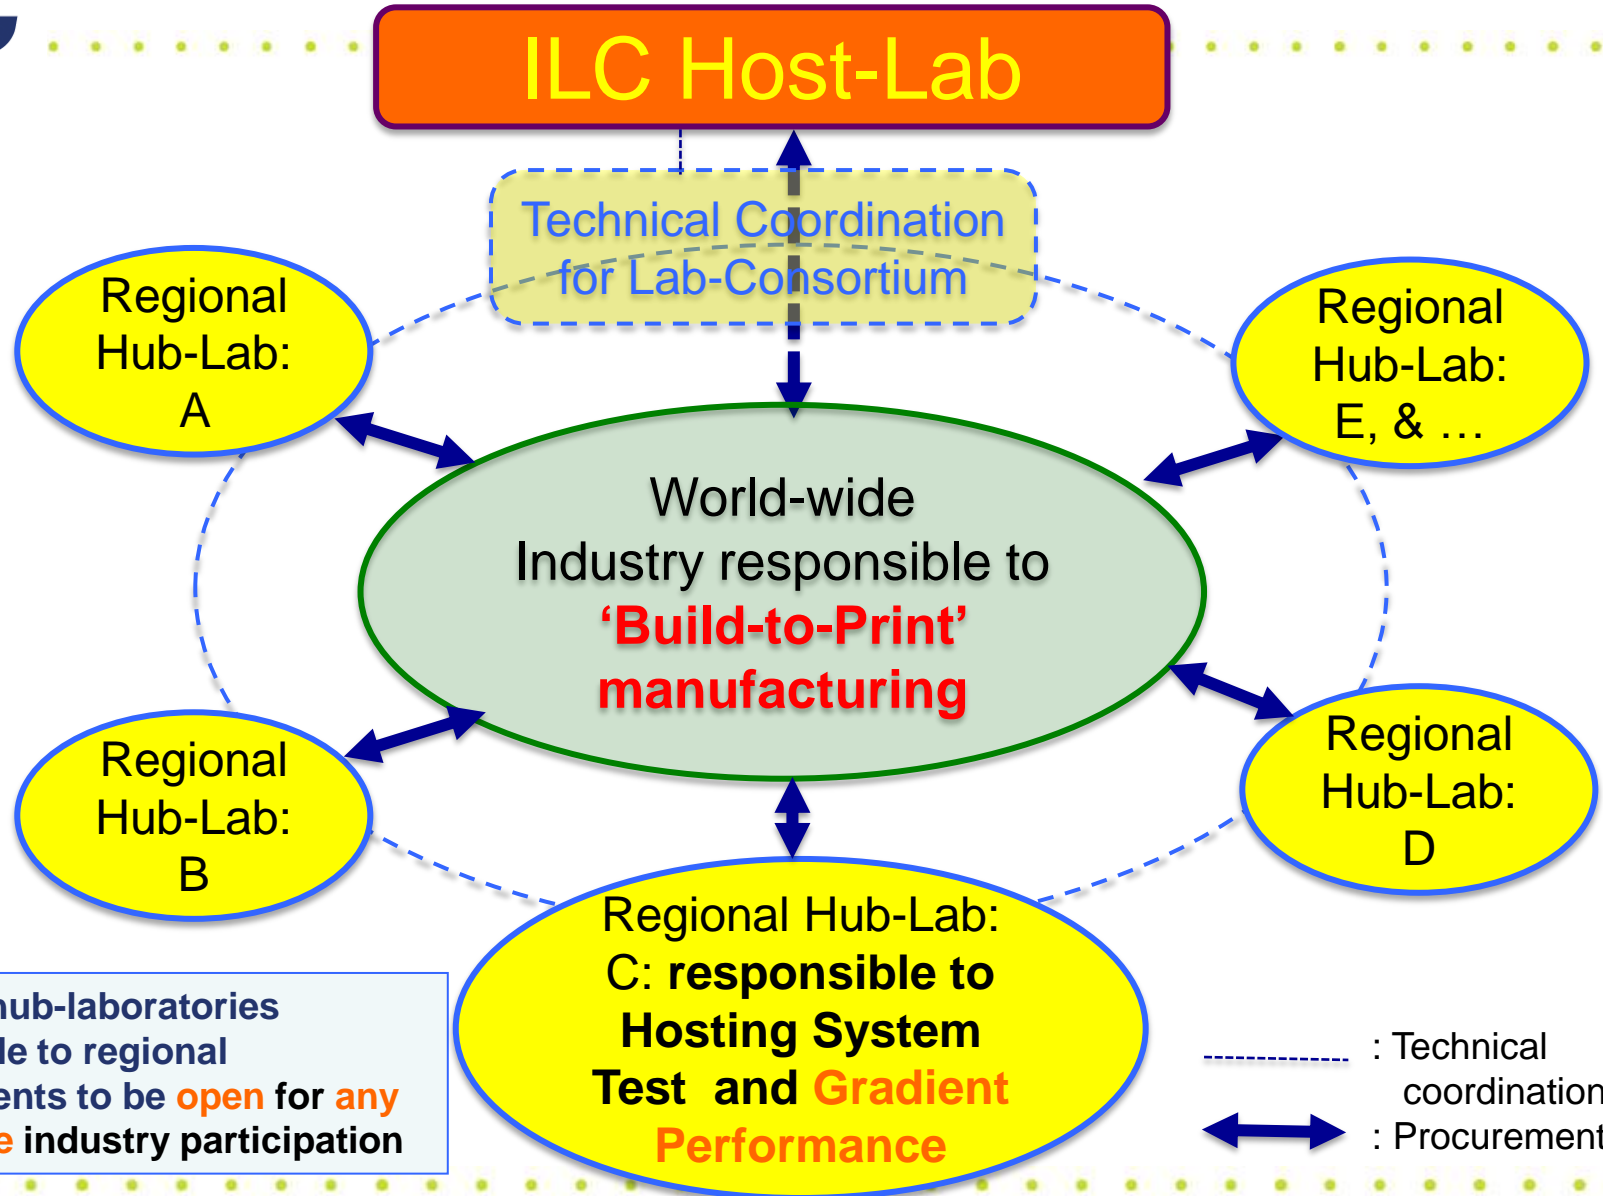 ILC Host-Lab
Technical Coordination
for Lab-Consortium
Regional
Hub-Lab:
A
Regional
Hub-Lab:
E, & …
World-wide
Industry responsible to
‘Build-to-Print’
manufacturing
Regional
Hub-Lab:
B
Regional
Hub-Lab:
D
Regional Hub-Lab:
C: responsible to
Hosting System
Test and Gradient
Performance
hub-laboratories
to regional
to be open for any
industry participation
: Technical
coordination
: Procurement